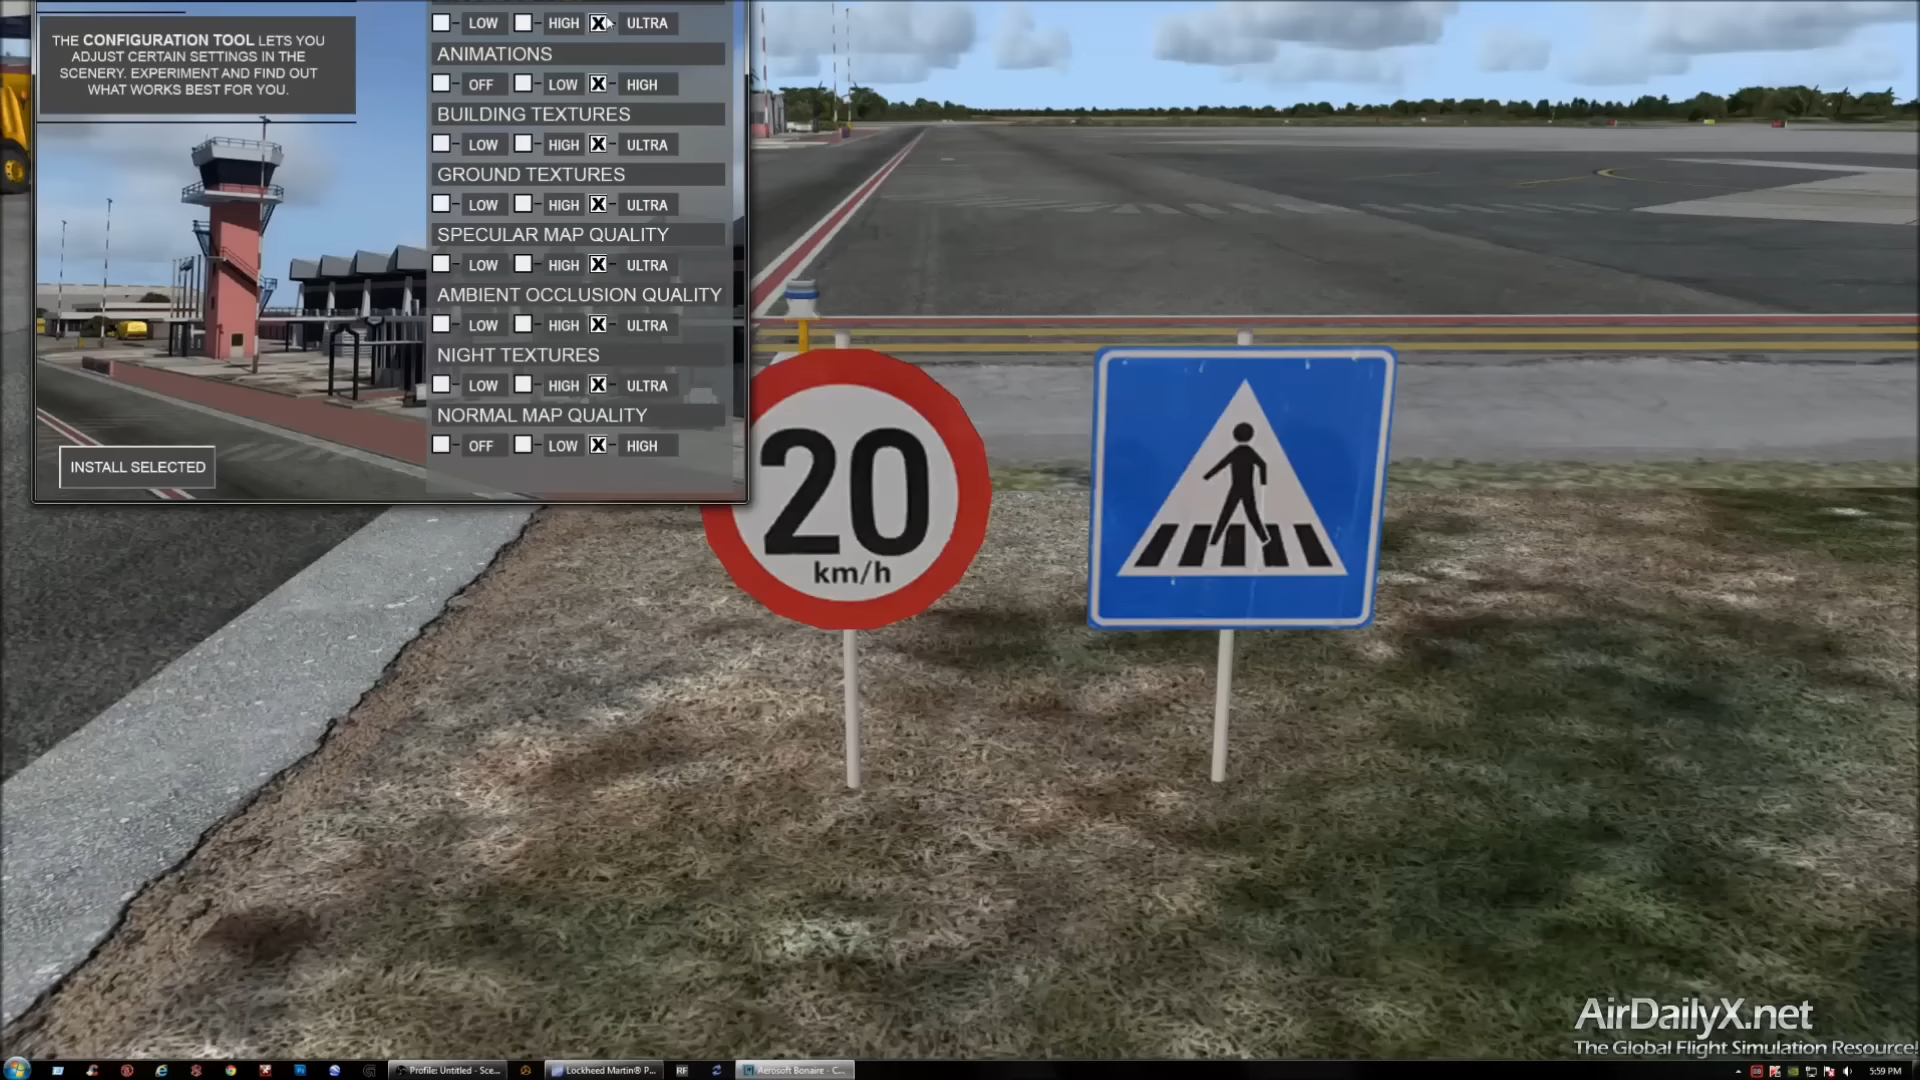 LOW HIGH X ULTRA
THE CONFIGURATION TOOL LETS YOU
ADJUST CERTAIN SETTINGS IN THE
SCENERY. EXPERIMENT AND FIND OUT
WHAT WORKS BEST FOR YOU.
ANIMATIONS
OFF LOW X HIGH
BUILDING TEXTURES
LOW HIGH X ULTRA
GROUND TEXTURES
LOW HIGH X ULTRA
SPECULAR MAP QUALITY
LOW HIGH X ULTRA
AMBIENT OCCLUSION QUALITY
LOW HIGH X ULTRA
NIGHT TEXTURES
LOW HIGH X ULTRA
NORMAL MAP QUALITY
OFF LOW X HIGH
INSTALL SELECTED
20
km/h
AirDailyX.net
The Global Flight Simulation Resource!
Profile: Untitled - Sce...
Lockheed Martin® P...
RF
Aerosoft Bonaire - C...
5:59 PM